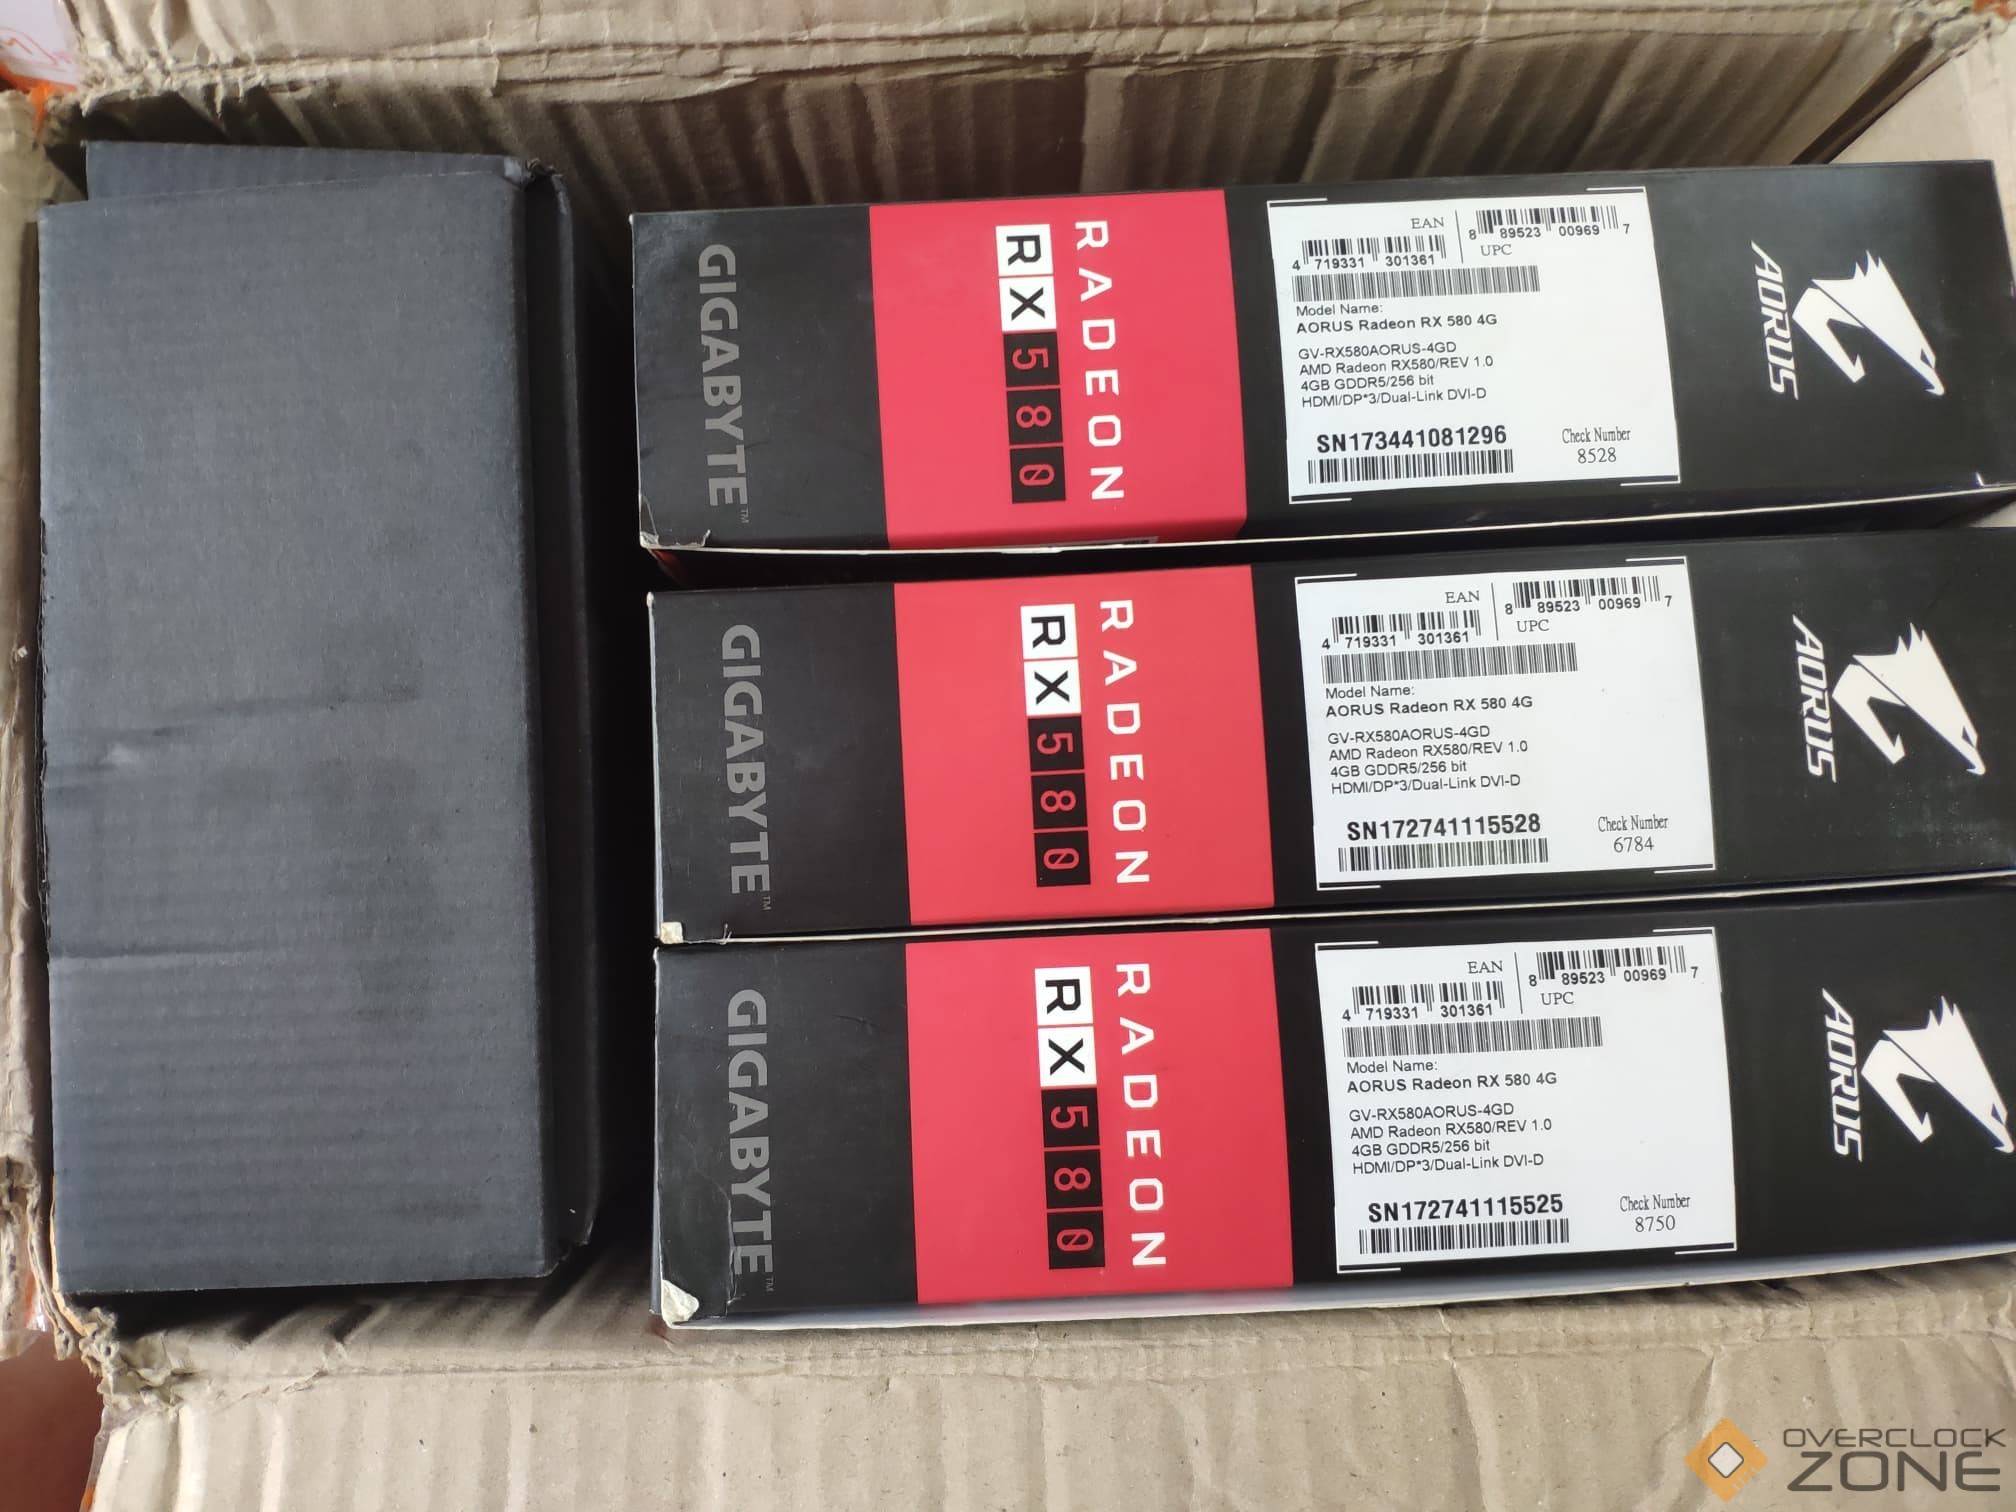 GIGABYTE™
RADEON
RX 580
EAN
4 719331 301361
8 89523 00969 7
UPC
Model Name:
AORUS Radeon RX 580 4G
GV-RX580AORUS-4GD
AMD Radeon RX580/REV 1.0
4GB GDDR5/256 bit
HDMI/DP*3/Dual-Link DVI-D
SN173441081296
Check Number
8528
AORUS
GIGABYTE™
RADEON
RX 580
EAN
4 719331 301361
8 89523 00969 7
UPC
Model Name:
AORUS Radeon RX 580 4G
GV-RX580AORUS-4GD
AMD Radeon RX580/REV 1.0
4GB GDDR5/256 bit
HDMI/DP*3/Dual-Link DVI-D
SN172741115528
Check Number
6784
AORUS
GIGABYTE™
RADEON
RX 580
EAN
4 719331 301361
8 89523 00969 7
UPC
Model Name:
AORUS Radeon RX 580 4G
GV-RX580AORUS-4GD
AMD Radeon RX580/REV 1.0
4GB GDDR5/256 bit
HDMI/DP*3/Dual-Link DVI-D
SN172741115525
Check Number
8750
AORUS
OVERCLOCK
ZONE